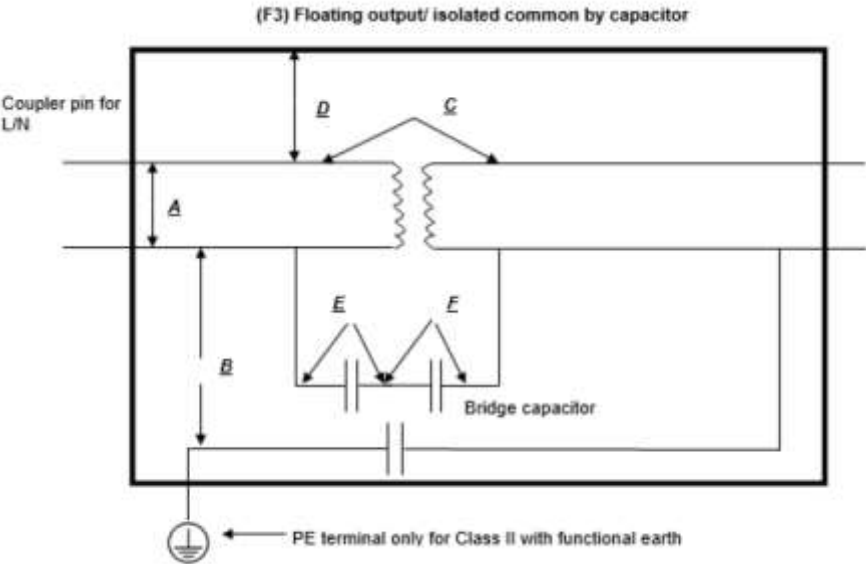 (F3) Floating output/ isolated common by capacitor
Coupler pin for
L/N
D
C
A
E
F
B
Bridge capacitor
PE terminal only for Class II with functional earth